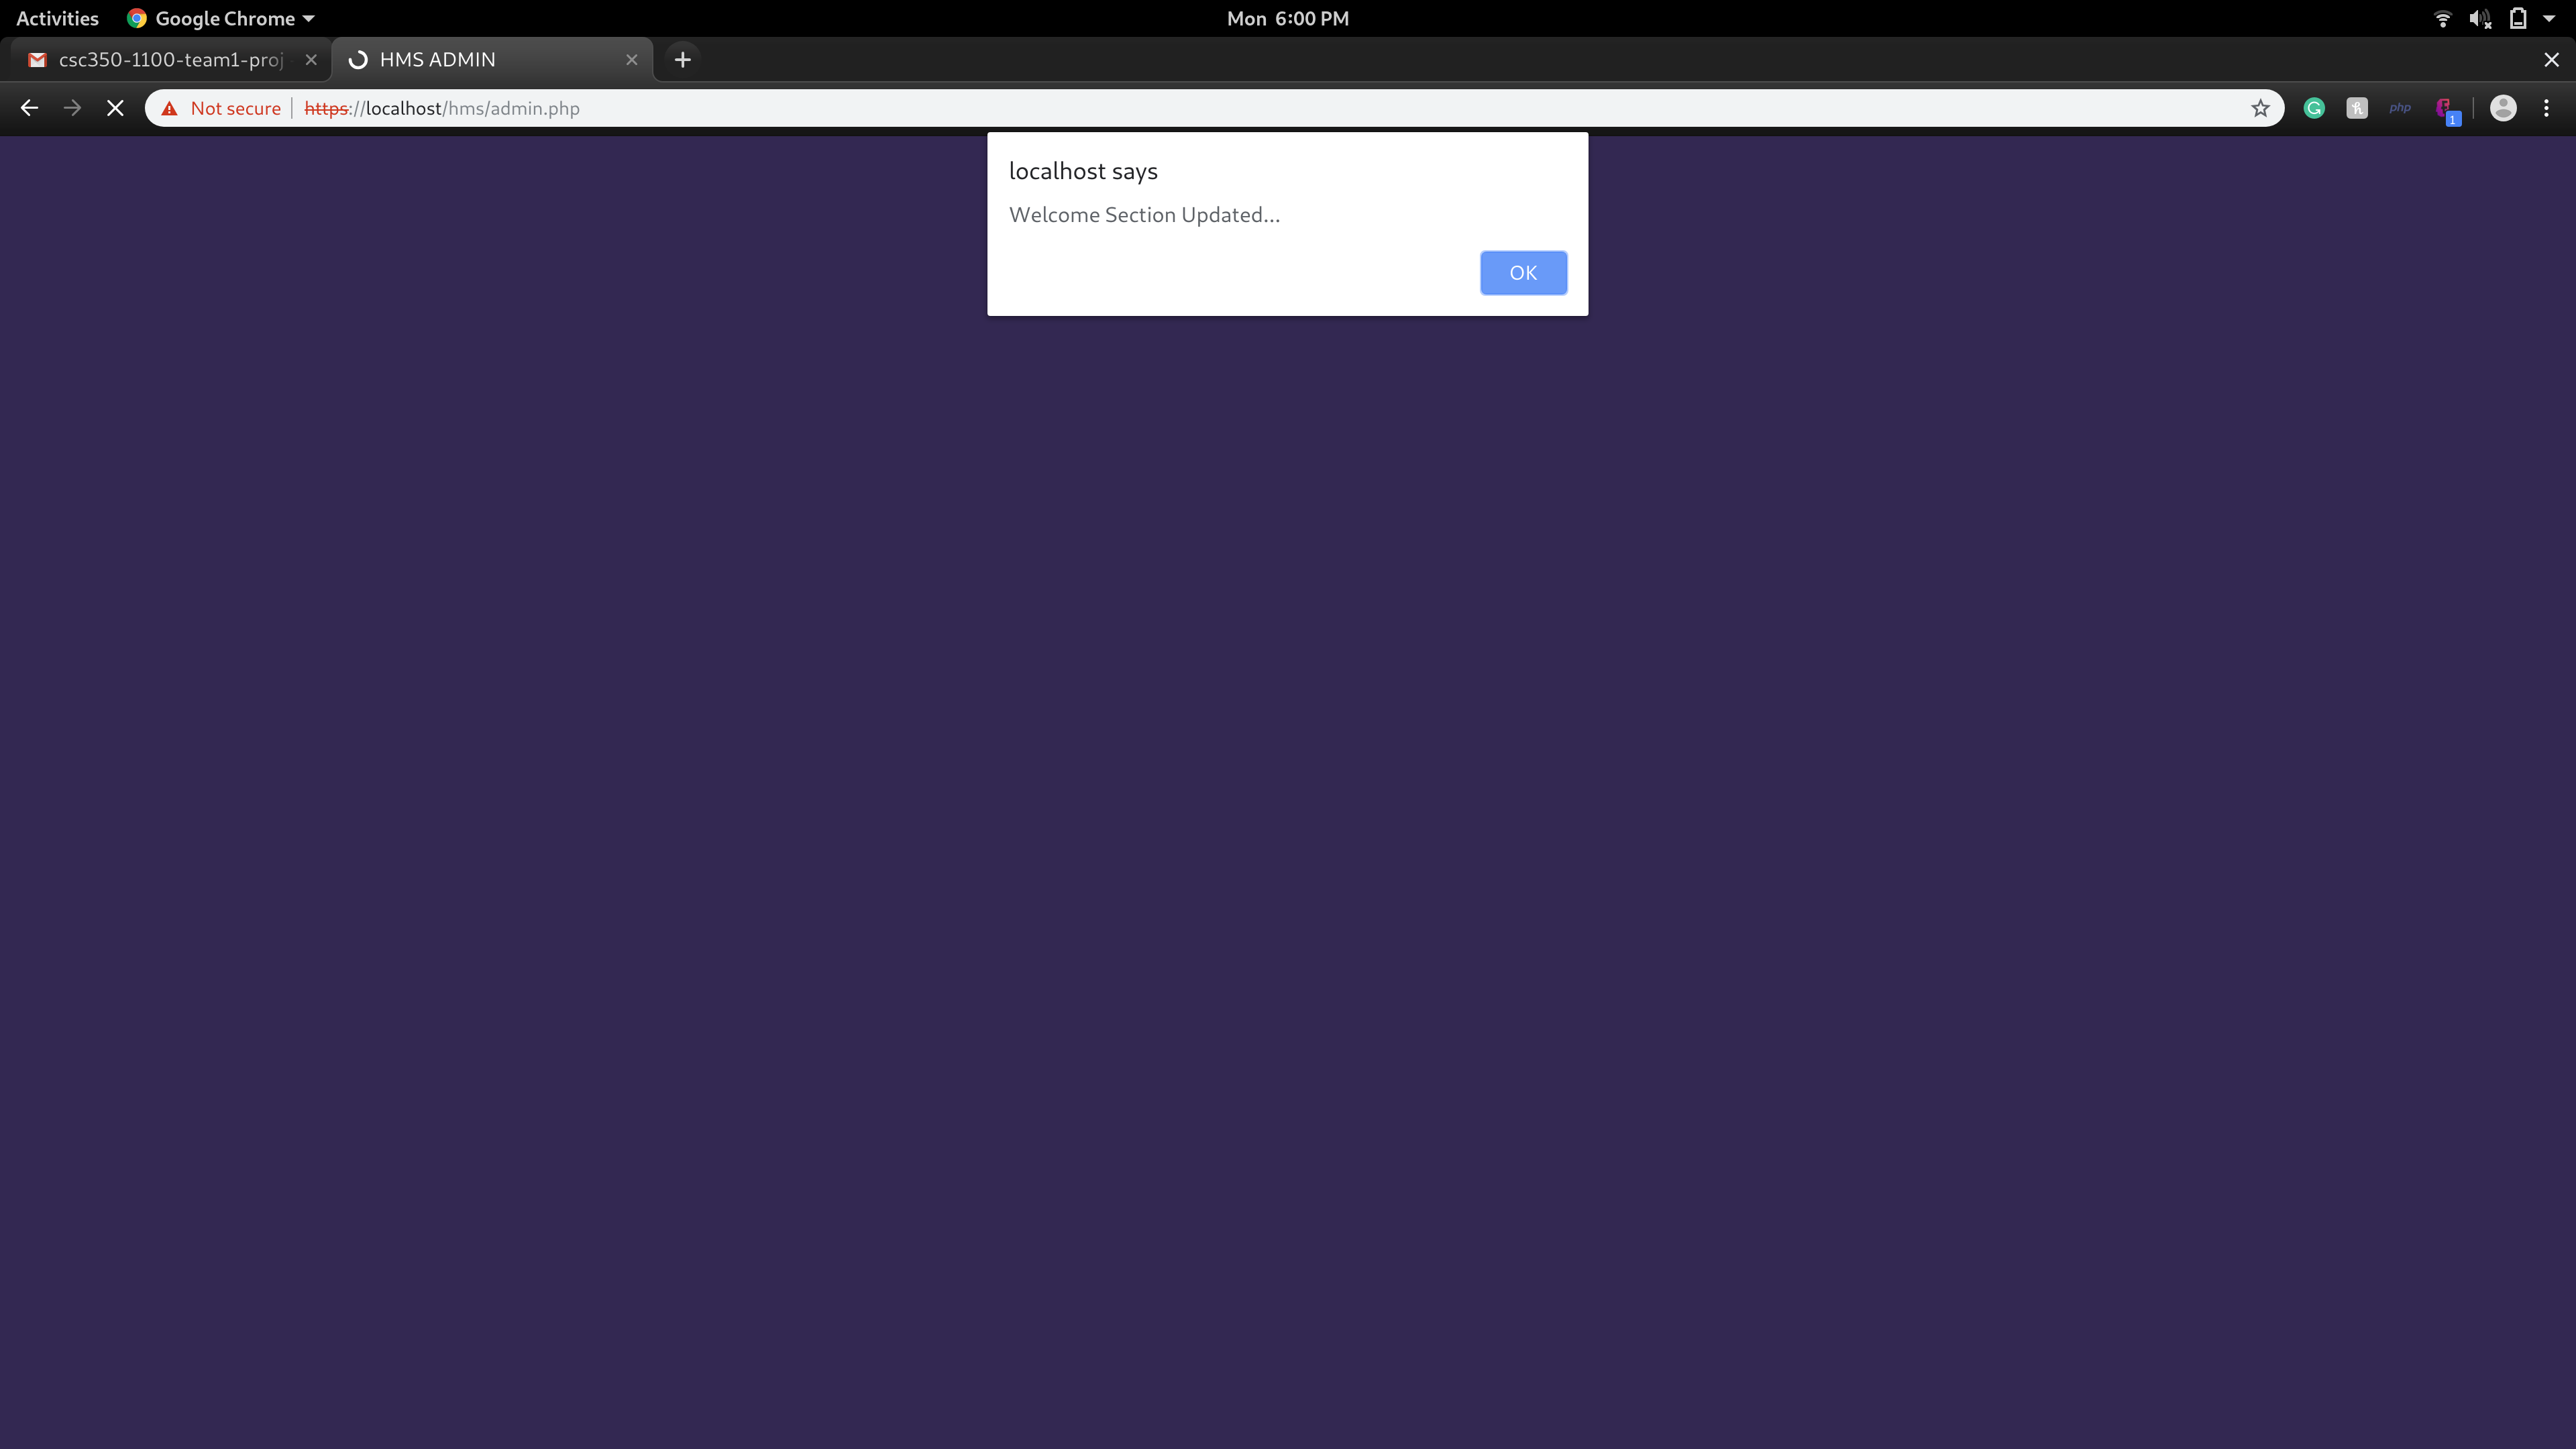 Activities Google Chrome Mon 6:00 PM
csc350-1100-team1-proj HMS ADMIN
Not secure https://localhost/hms/admin.php php 1
localhost says
Welcome Section Updated...
OK